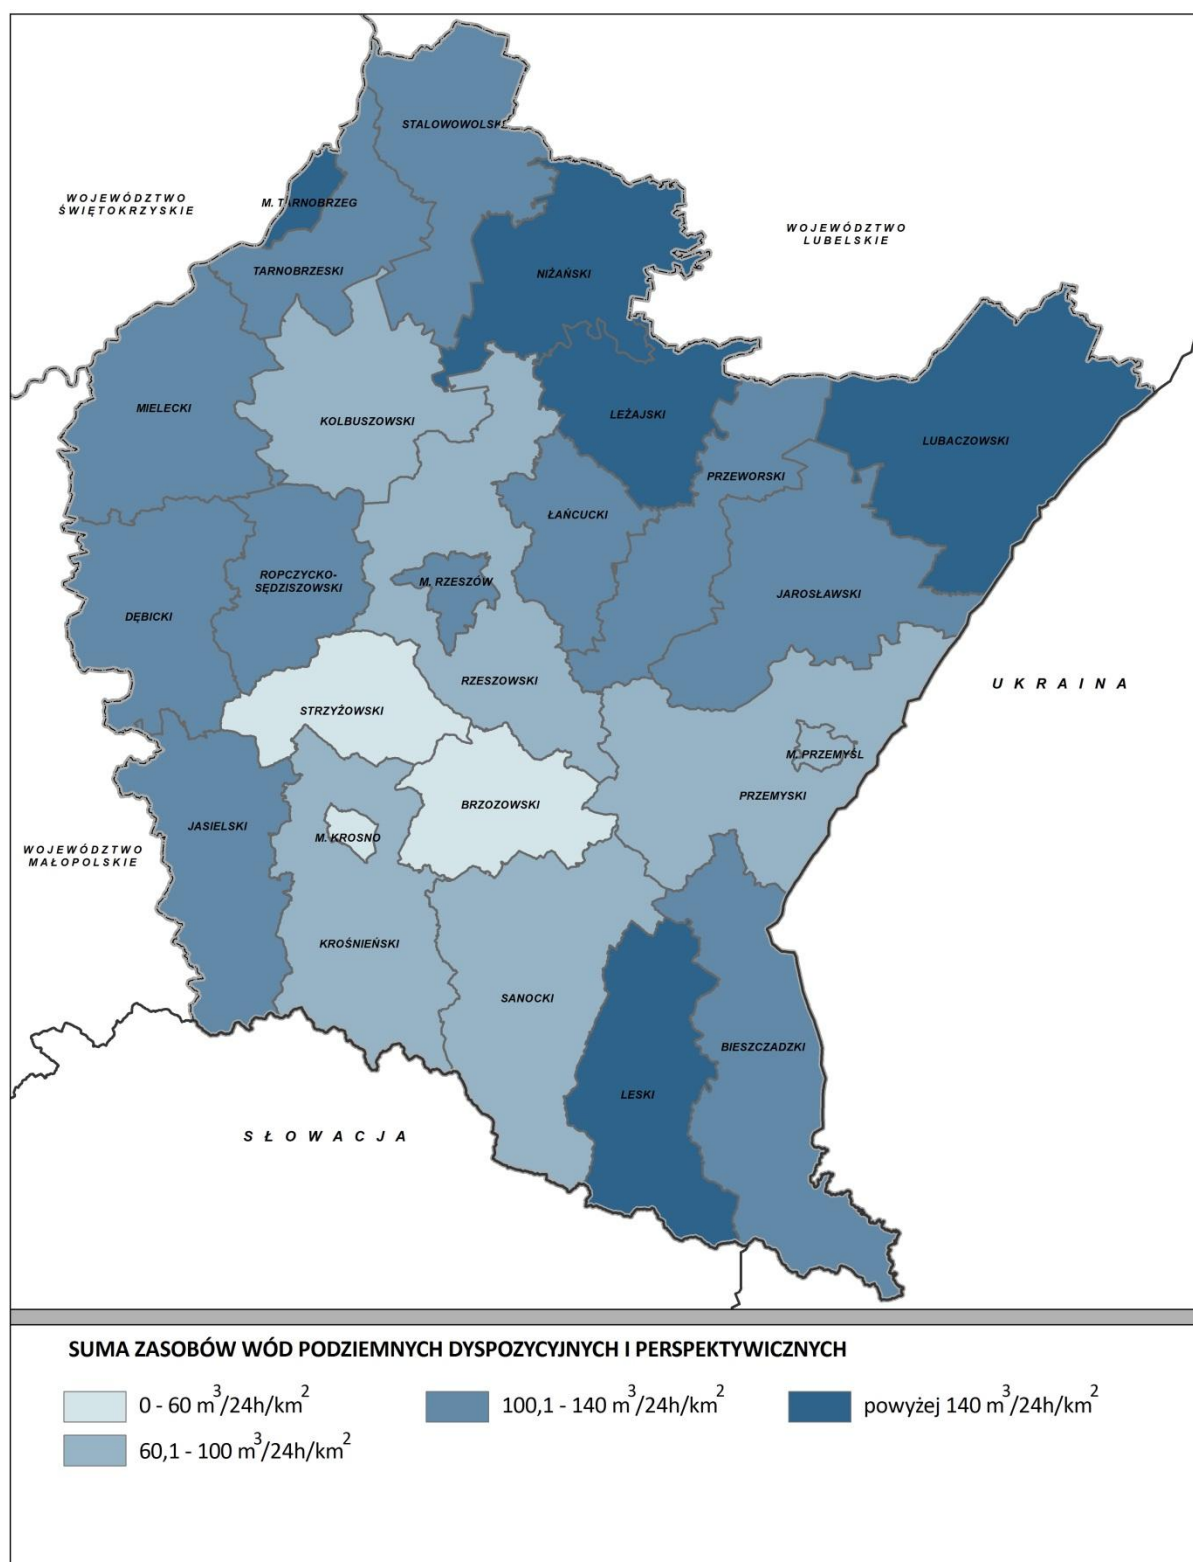 STALOWOWOLSKI
WOJEWÓDZTWO
ŚWIĘTOKRZYSKIE
M. TARNOBRZEG
WOJEWÓDZTWO
LUBELSKIE
TARNOBRZESKI
NIŻAŃSKI
MIELECKI
KOLBUSZOWSKI
LEŻAJSKI
LUBACZOWSKI
PRZEWORSKI
ŁAŃCUCKI
ROPCZYCKO-
SĘDZISZOWSKI
M. RZESZÓW
JAROSŁAWSKI
DĘBICKI
RZESZOWSKI
UKRAINA
STRZYŻOWSKI
M. PRZEMYŚL
PRZEMYSKI
BRZOZOWSKI
JASIELSKI
M. KROSNO
WOJEWÓDZTWO
MAŁOPOLSKIE
KROŚNIEŃSKI
SANOCKI
BIESZCZADZKI
LESKI
SŁOWACJA
SUMA ZASOBÓW WÓD PODZIEMNYCH DYSPOZYCYJNYCH I PERSPEKTYWICZNYCH
0 - 60 m³/24h/km²
100,1 - 140 m³/24h/km²
powyżej 140 m³/24h/km²
60,1 - 100 m³/24h/km²